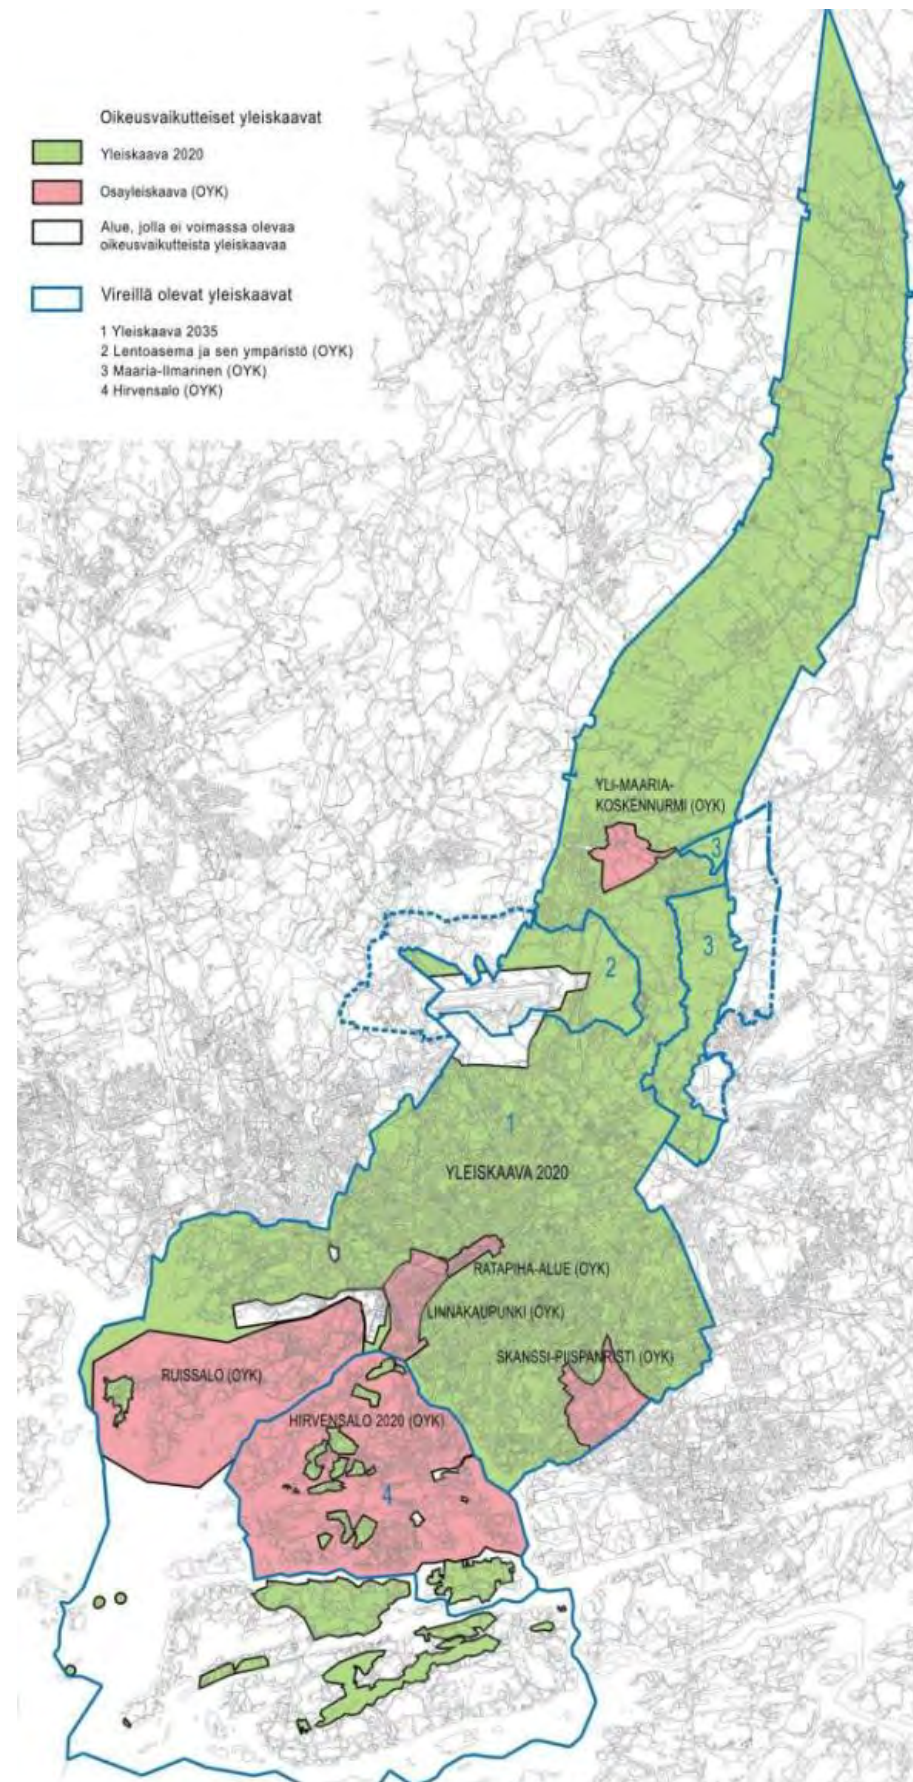 Oikeusvaikutteiset yleiskaavat
Yleiskaava 2020
Osayleiskaava (OYK)
Alue, jolla ei voimassa olevaa
oikeusvaikutteista yleiskaavaa
Vireillä olevat yleiskaavat
1 Yleiskaava 2035
2 Lentoasema ja sen ympäristö (OYK)
3 Maaria-Ilmarinen (OYK)
4 Hirvensalo (OYK)
YLI-MAARIA-
KOSKENNURMI (OYK)
3
2
3
1
YLEISKAAVA 2020
RATAPIHA-ALUE (OYK)
LINNAKAUPUNKI (OYK)
SKANSSI-PIISPANRISTI (OYK)
RUISSALO (OYK)
HIRVENSALO 2020 (OYK)
4